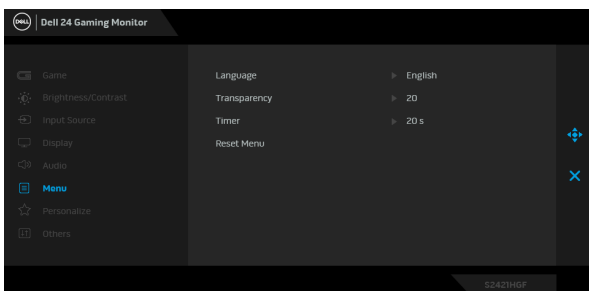 DELL Dell 24 Gaming Monitor
Game
Language English
Brightness/Contrast
Transparency 20
Input Source
Timer 20 s
Display
Reset Menu
Audio
Menu
Personalize
Others
S2421HGF